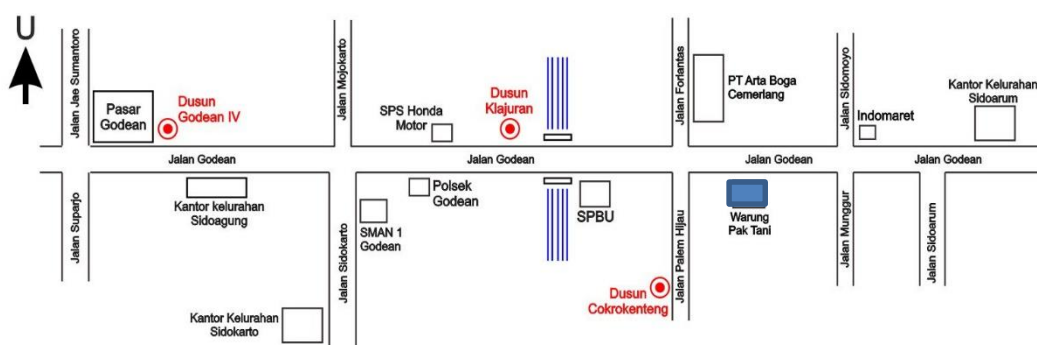 U
Jalan Jae Sumantoro
Pasar
Godean
Dusun
Godean IV
Jalan Mojokarto
SPS Honda
Motor
Dusun
Klajuran
Jalan Forlantas
PT Arta Boga
Cemerlang
Jalan Sidomoyo
Indomaret
Kantor Kelurahan
Sidoarum
Jalan Godean
Jalan Godean
Jalan Godean
Jalan Godean
Jalan Suparjo
Kantor kelurahan
Sidoagung
Jalan Sidokarto
SMAN 1
Godean
Polsek
Godean
SPBU
Jalan Palem Hijau
Warung
Pak Tani
Jalan Munggur
Jalan Sidoarum
Kantor Kelurahan
Sidokarto
Dusun
Cokrokenteng